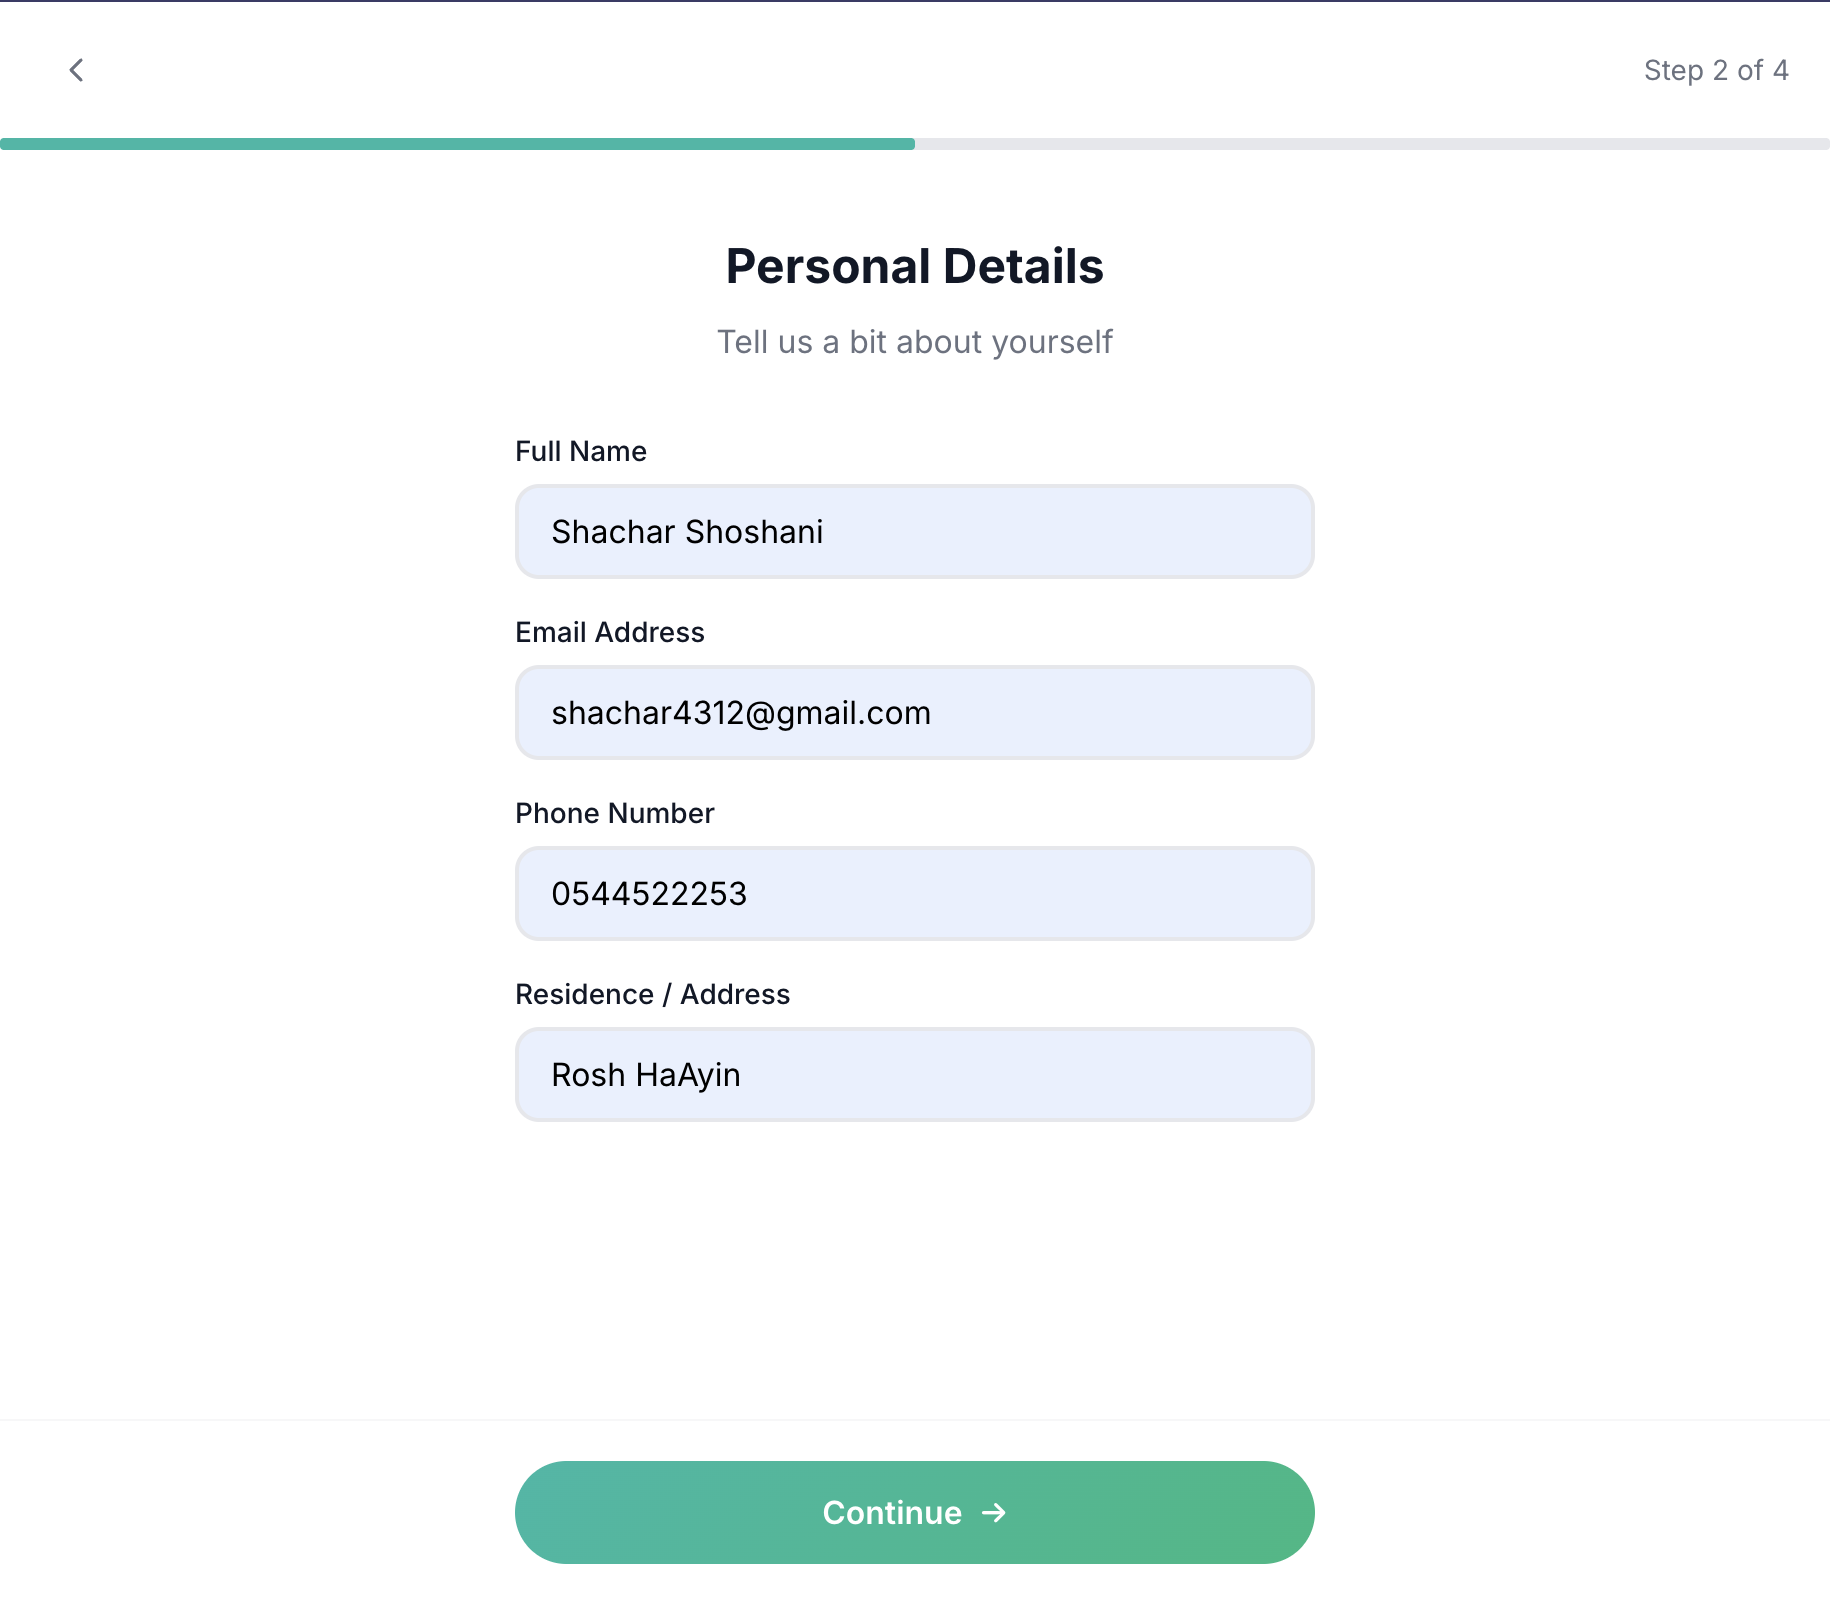 Step 2 of 4
Personal Details
Tell us a bit about yourself
Full Name
Shachar Shoshani
Email Address
shachar4312@gmail.com
Phone Number
0544522253
Residence / Address
Rosh HaAyin
Continue →